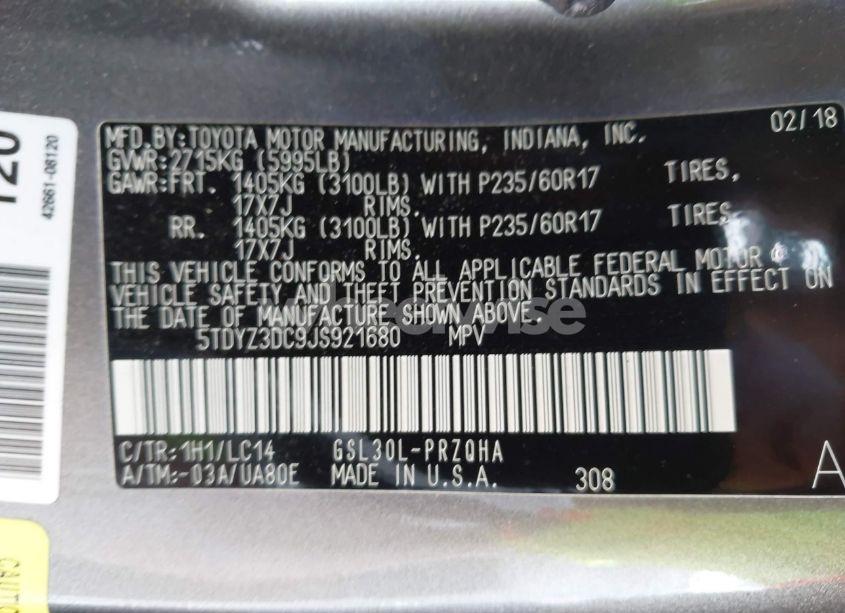 MFD.BY:TOYOTA MOTOR MANUFACTURING, INDIANA, INC. 02/18
GVWR:2715KG (5995LB)
GAWR:FRT. 1405KG (3100LB) WITH P235/60R17 TIRES,
17X7J RIMS.
RR. 1405KG (3100LB) WITH P235/60R17 TIRES,
17X7J RIMS.
THIS VEHICLE CONFORMS TO ALL APPLICABLE FEDERAL MOTOR
VEHICLE SAFETY AND THEFT PREVENTION STANDARDS IN EFFECT ON
THE DATE OF MANUFACTURE SHOWN ABOVE.
5TDYZ3DC9JS921680 MPV
C/TR:1H1/LC14 GSL30L-PRZQHA
A/TM:-03A/UA80E MADE IN U.S.A. 308 A
42661-08120